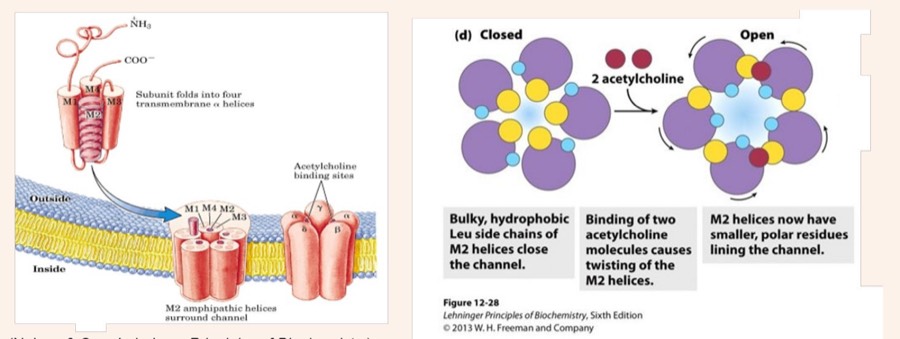 NH₃
COO⁻
M1
M4
M3
M2
Subunit folds into four
transmembrane α helices
Acetylcholine
binding sites
Outside
M1 M4 M2
M3
α
γ
α
δ
β
Inside
M2 amphipathic helices
surround channel
(d) Closed
Open
2 acetylcholine
Bulky, hydrophobic
Leu side chains of
M2 helices close
the channel.
Binding of two
acetylcholine
molecules causes
twisting of the
M2 helices.
M2 helices now have
smaller, polar residues
lining the channel.
Figure 12-28
Lehninger Principles of Biochemistry, Sixth Edition
© 2013 W. H. Freeman and Company